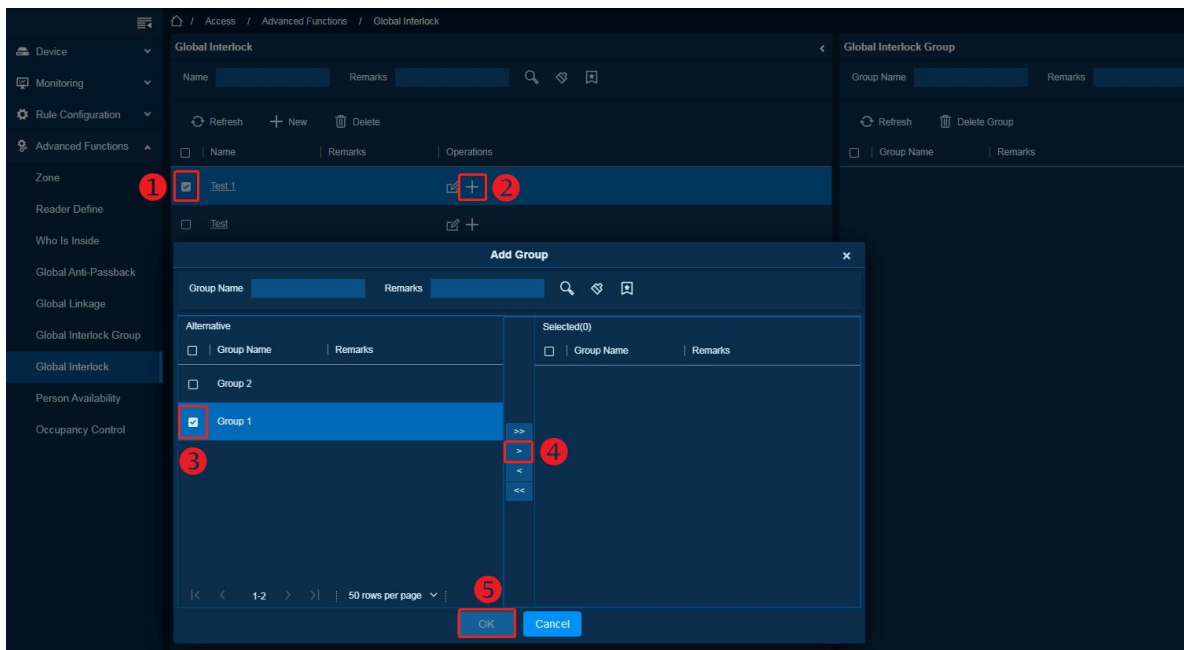 / Access / Advanced Functions / Global Interlock
Device
Monitoring
Rule Configuration
Advanced Functions
Zone
Reader Define
Who Is Inside
Global Anti-Passback
Global Linkage
Global Interlock Group
Global Interlock
Person Availability
Occupancy Control
Global Interlock <
Name Remarks
Refresh + New Delete
Name Remarks Operations
1 Test 1 + 2
Test +
Global Interlock Group
Group Name Remarks
Refresh Delete Group
Group Name Remarks
Add Group ×
Group Name Remarks
Alternative
Group Name Remarks
Group 2
Group 1
3
>>
> 4
<
<<
Selected(0)
Group Name Remarks
|< < 1-2 > >| 50 rows per page
5
OK Cancel